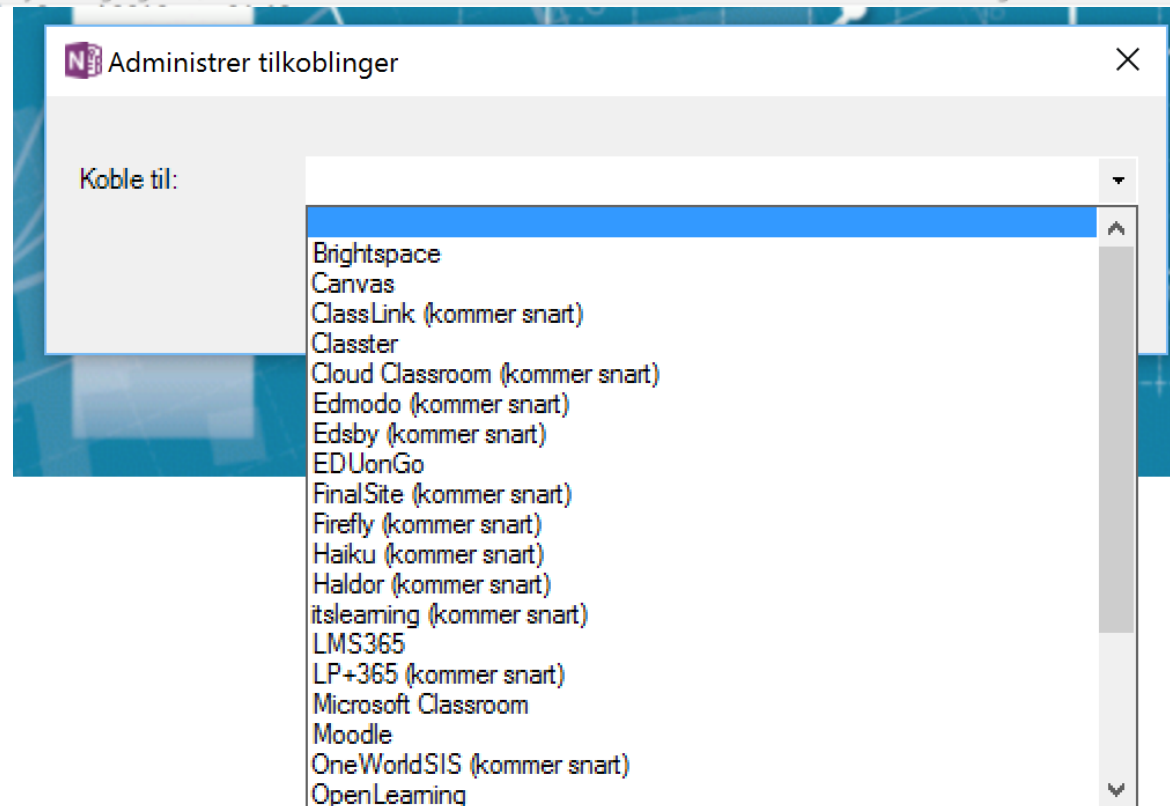 Administrer tilkoblinger
Koble til:
Brightspace
Canvas
ClassLink (kommer snart)
Classter
Cloud Classroom (kommer snart)
Edmodo (kommer snart)
Edsby (kommer snart)
EDUonGo
FinalSite (kommer snart)
Firefly (kommer snart)
Haiku (kommer snart)
Haldor (kommer snart)
itslearning (kommer snart)
LMS365
LP+365 (kommer snart)
Microsoft Classroom
Moodle
OneWorldSIS (kommer snart)
OpenLearning